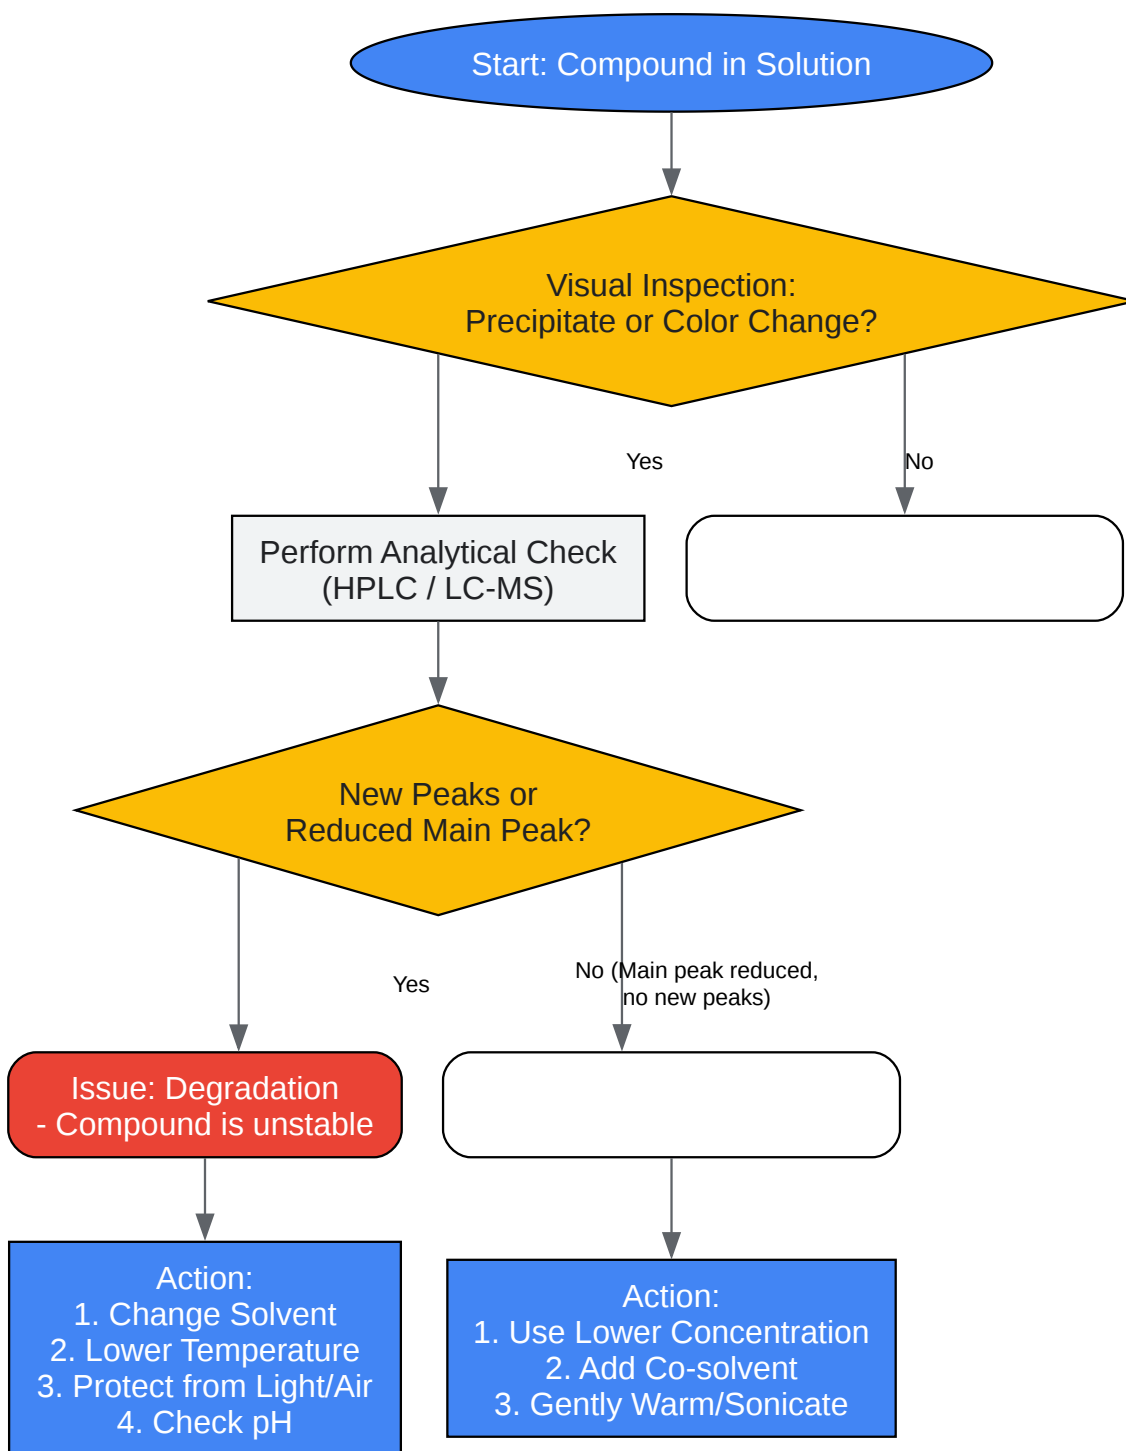 Start: Compound in Solution
Visual Inspection:
Precipitate or Color Change?
Yes
No
Perform Analytical Check
(HPLC / LC-MS)
New Peaks or
Reduced Main Peak?
Yes
No (Main peak reduced,
no new peaks)
Issue: Degradation
- Compound is unstable
Action:
1. Change Solvent
2. Lower Temperature
3. Protect from Light/Air
4. Check pH
Action:
1. Use Lower Concentration
2. Add Co-solvent
3. Gently Warm/Sonicate